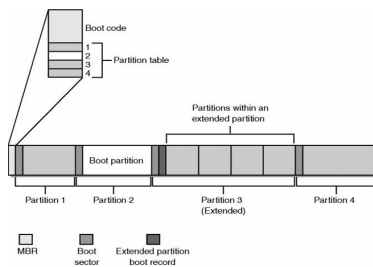 Boot code
1
2
3
4
Partition table
Partitions within an
extended partition
Boot partition
Partition 1
Partition 2
Partition 3
(Extended)
Partition 4
MBR
Boot
sector
Extended partition
boot record